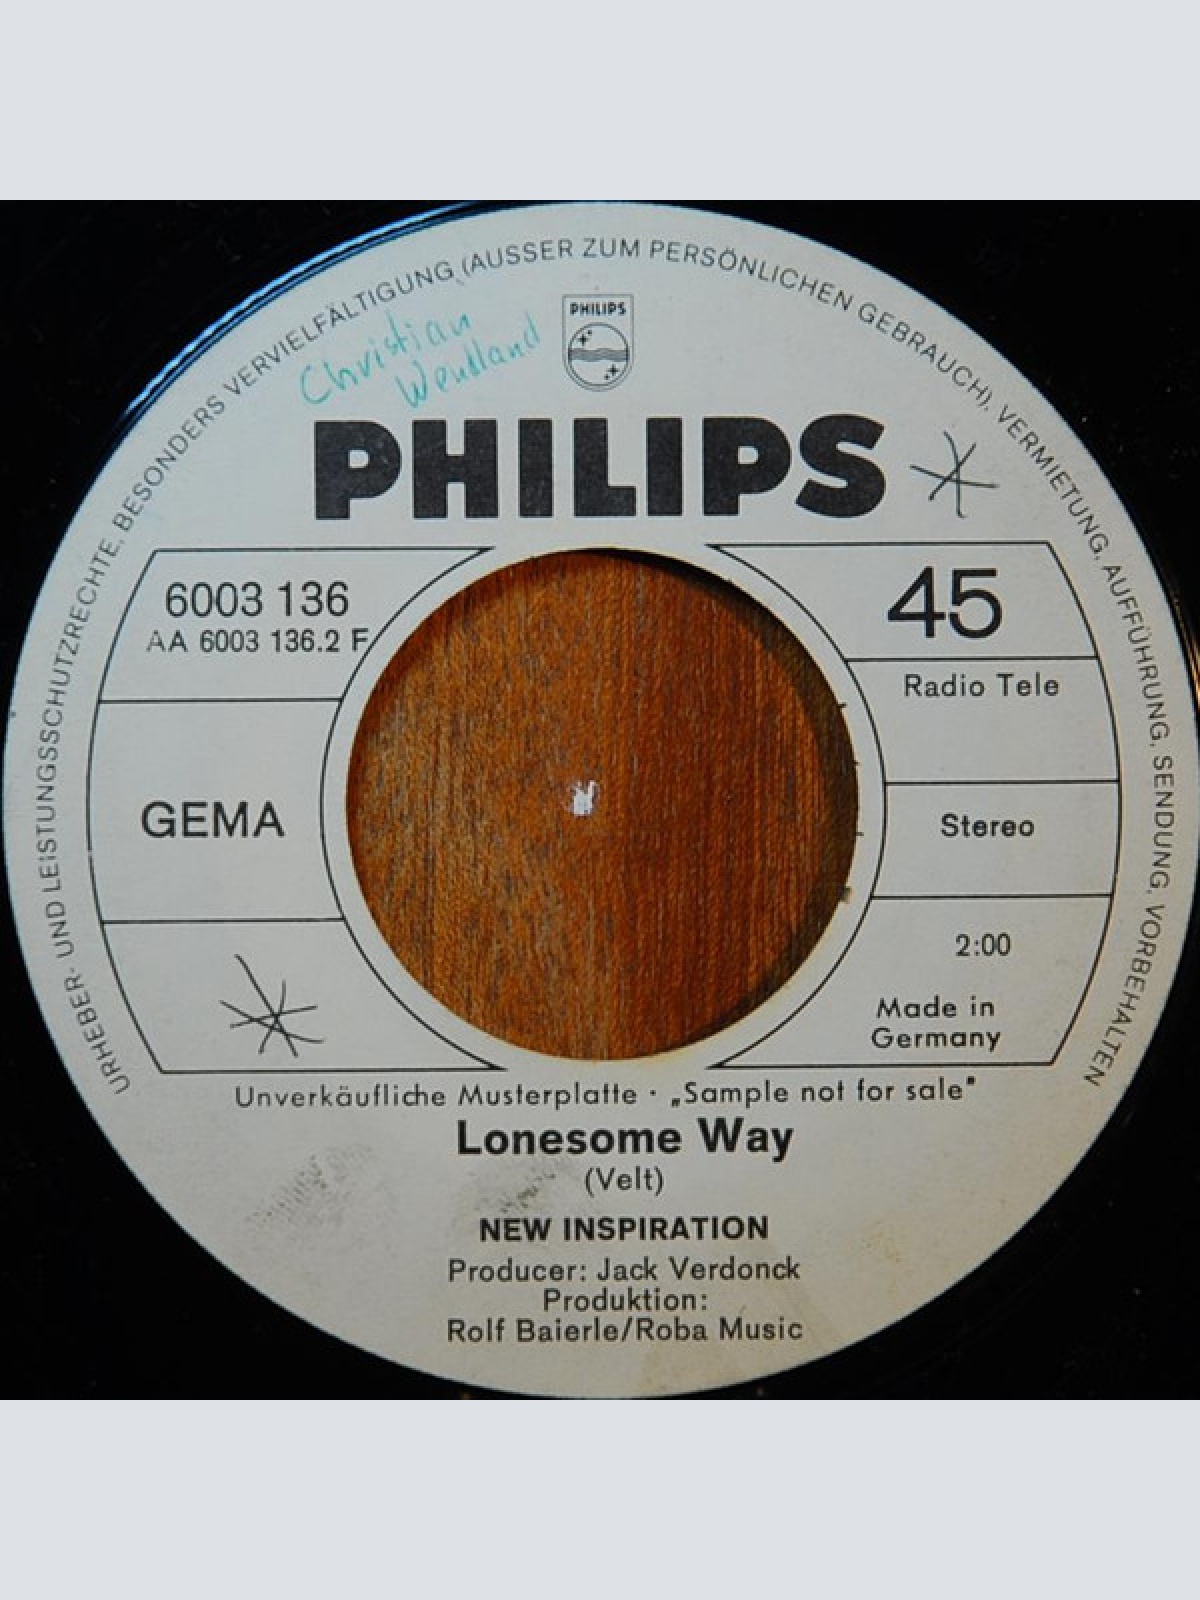 URHEBER- UND LEISTUNGSSCHUTZRECHTE, BESONDERS VERVIELFÄLTIGUNG (AUSSER ZUM PERSÖNLICHEN GEBRAUCH), VERMIETUNG, AUFFÜHRUNG, SENDUNG, VORBEHALTEN
PHILIPS
Christian
Wendland
PHILIPS
6003 136
AA 6003 136.2 F
45
Radio Tele
GEMA
Stereo
2:00
Made in
Germany
Unverkäufliche Musterplatte · „Sample not for sale"
Lonesome Way
(Velt)
NEW INSPIRATION
Producer: Jack Verdonck
Produktion:
Rolf Baierle/Roba Music